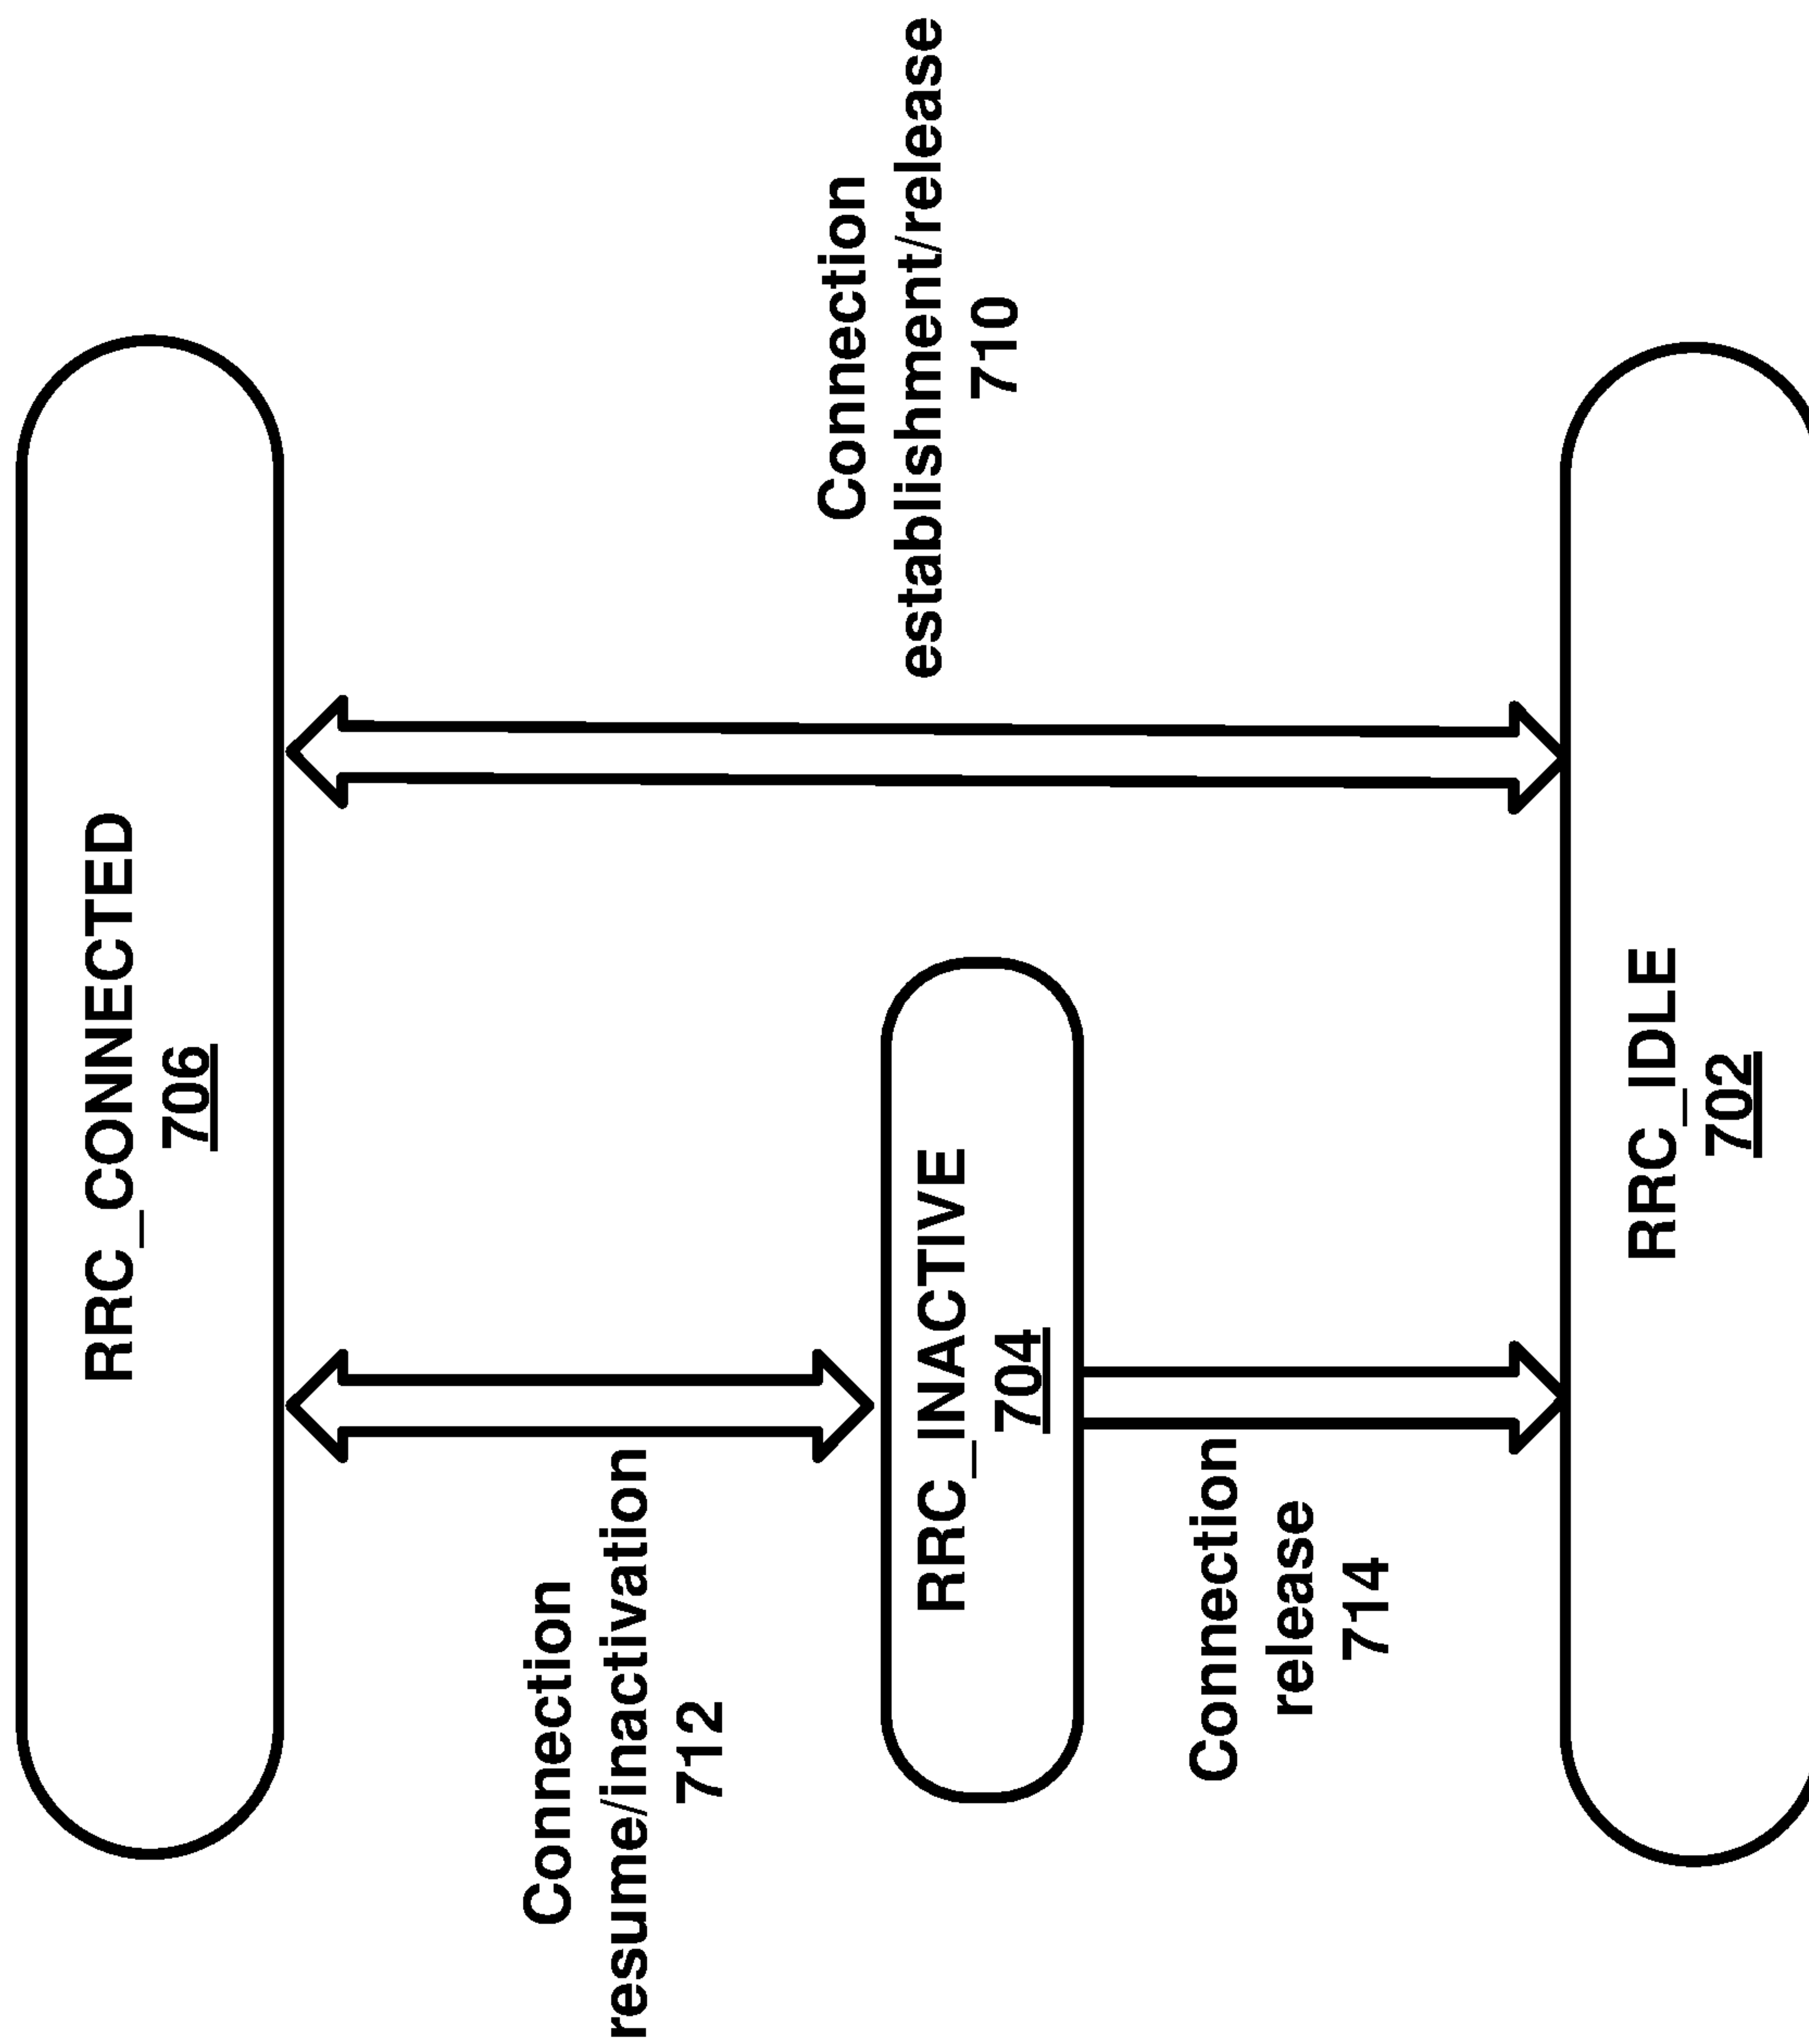 RRC_CONNECTED
706
Connection
resume/inactivation
712
Connection
establishment/release
710
RRC_INACTIVE
704
Connection
release
714
RRC_IDLE
702